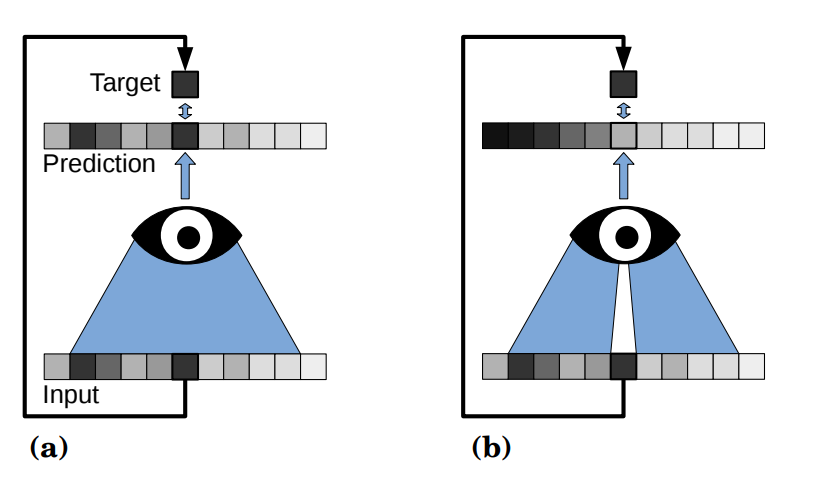 Target
Prediction
Input
(a)
(b)